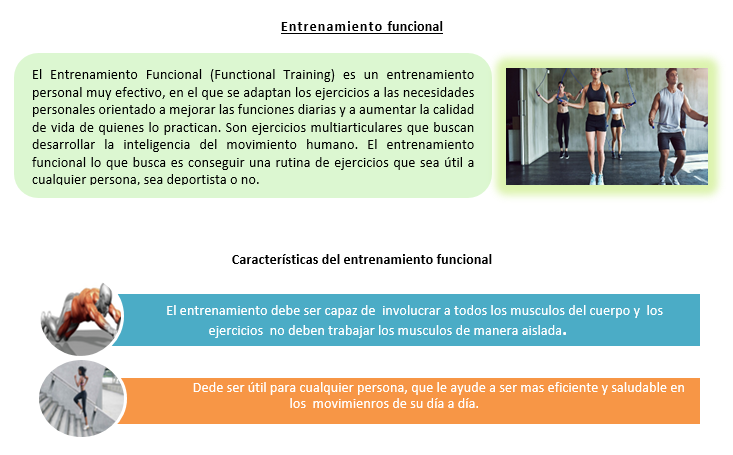 Entrenamiento funcional
El Entrenamiento Funcional (Functional Training) es un entrenamiento
personal muy efectivo, en el que se adaptan los ejercicios a las necesidades
personales orientado a mejorar las funciones diarias y a aumentar la calidad
de vida de quienes lo practican. Son ejercicios multiarticulares que buscan
desarrollar la inteligencia del movimiento humano. El entrenamiento
funcional lo que busca es conseguir una rutina de ejercicios que sea útil a
cualquier persona, sea deportista o no.
Características del entrenamiento funcional
El entrenamiento debe ser capaz de involucrar a todos los musculos del cuerpo y los
ejercicios no deben trabajar los musculos de manera aislada.
Dede ser útil para cualquier persona, que le ayude a ser mas eficiente y saludable en
los movimienros de su día a día.